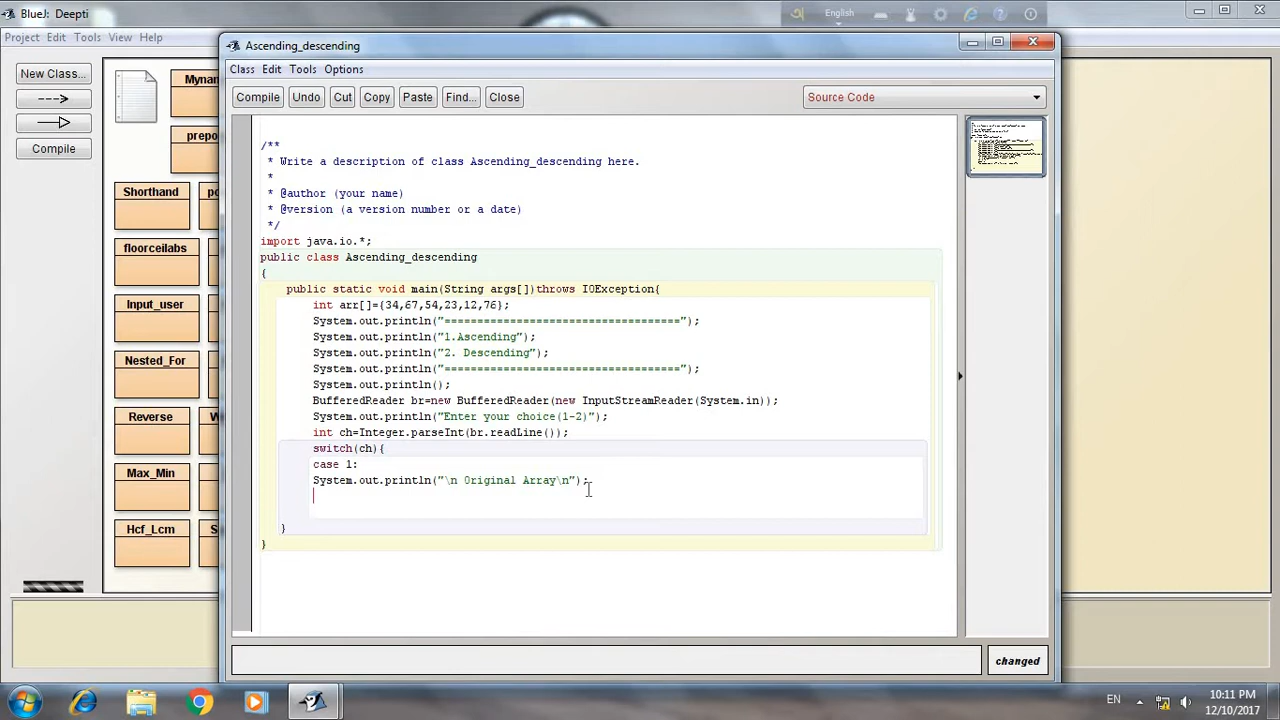 BlueJ: Deepti
English
Project Edit Tools View Help
New Class...
Compile
Shorthand
floorceilabs
Input_user
Nested_For
Reverse
Max_Min
Hcf_Lcm
Ascending_descending
Class Edit Tools Options
Compile Undo Cut Copy Paste Find... Close Source Code
/**
* Write a description of class Ascending_descending here.
*
* @author (your name)
* @version (a version number or a date)
*/
import java.io.*;
public class Ascending_descending
{
public static void main(String args[])throws IOException{
int arr[]={34,67,54,23,12,76};
System.out.println("====================================");
System.out.println("1.Ascending");
System.out.println("2. Descending");
System.out.println("====================================");
System.out.println();
BufferedReader br=new BufferedReader(new InputStreamReader(System.in));
System.out.println("Enter your choice(1-2)");
int ch=Integer.parseInt(br.readLine());
switch(ch){
case 1:
System.out.println("\n Original Array\n");
}
}
changed
EN
10:11 PM
12/10/2017